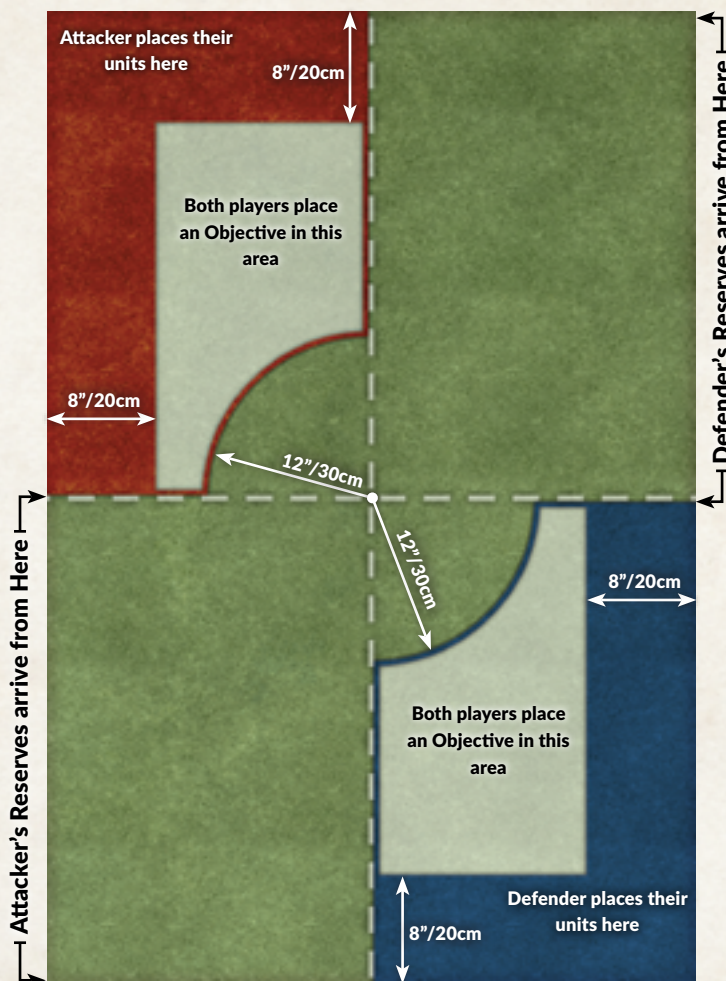 Attacker places their
units here
8”/20cm
Both players place
an Objective in this
area
8”/20cm
12”/30cm
12”/30cm
8”/20cm
Both players place
an Objective in this
area
Defender places their
units here
8”/20cm
Attacker’s Reserves arrive from Here
Defender’s Reserves arrive from Here